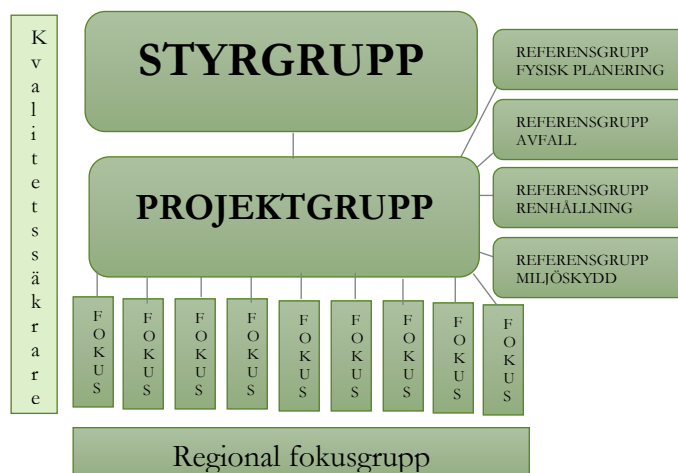 Kvalitetssäkrare
STYRGRUPP
REFERENSGRUPP
FYSISK PLANERING
REFERENSGRUPP
AVFALL
PROJEKTGRUPP
REFERENSGRUPP
RENHÅLLNING
REFERENSGRUPP
MILJÖSKYDD
FOKUS
FOKUS
FOKUS
FOKUS
FOKUS
FOKUS
FOKUS
FOKUS
FOKUS
Regional fokusgrupp